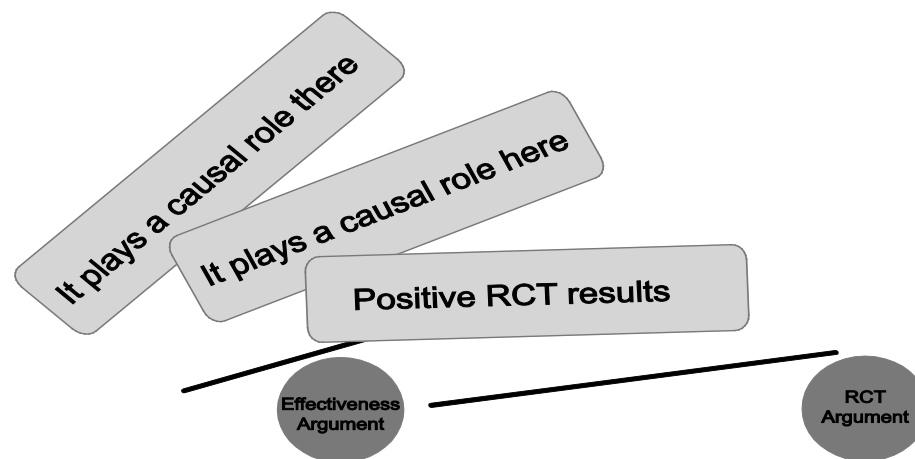 It plays a causal role there
It plays a causal role here
Positive RCT results
Effectiveness
Argument
RCT
Argument